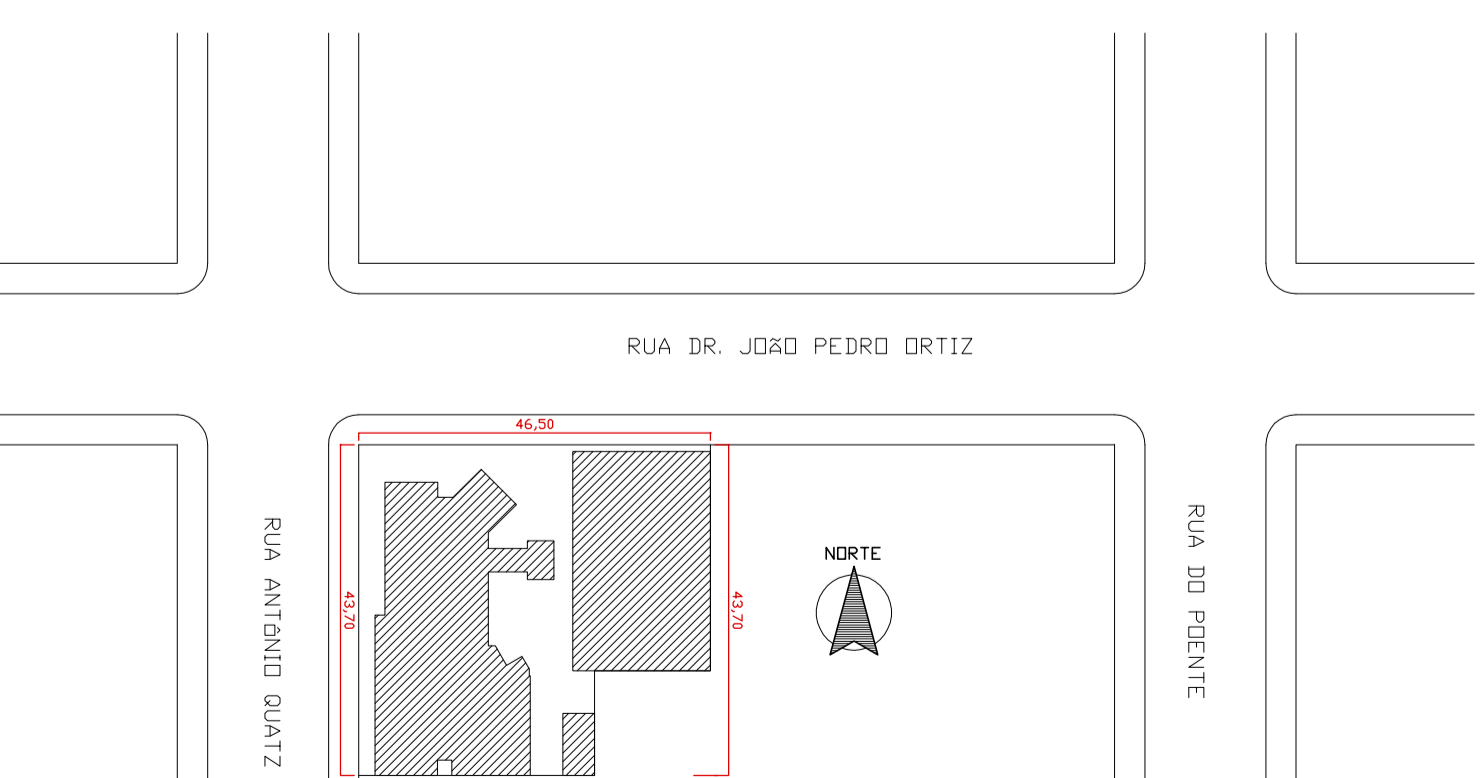 RUA DR. JOÃO PEDRO ORTIZ
46,50
43,70
43,70
NORTE
RUA ANTÔNIO QUATZ
RUA DO POENTE